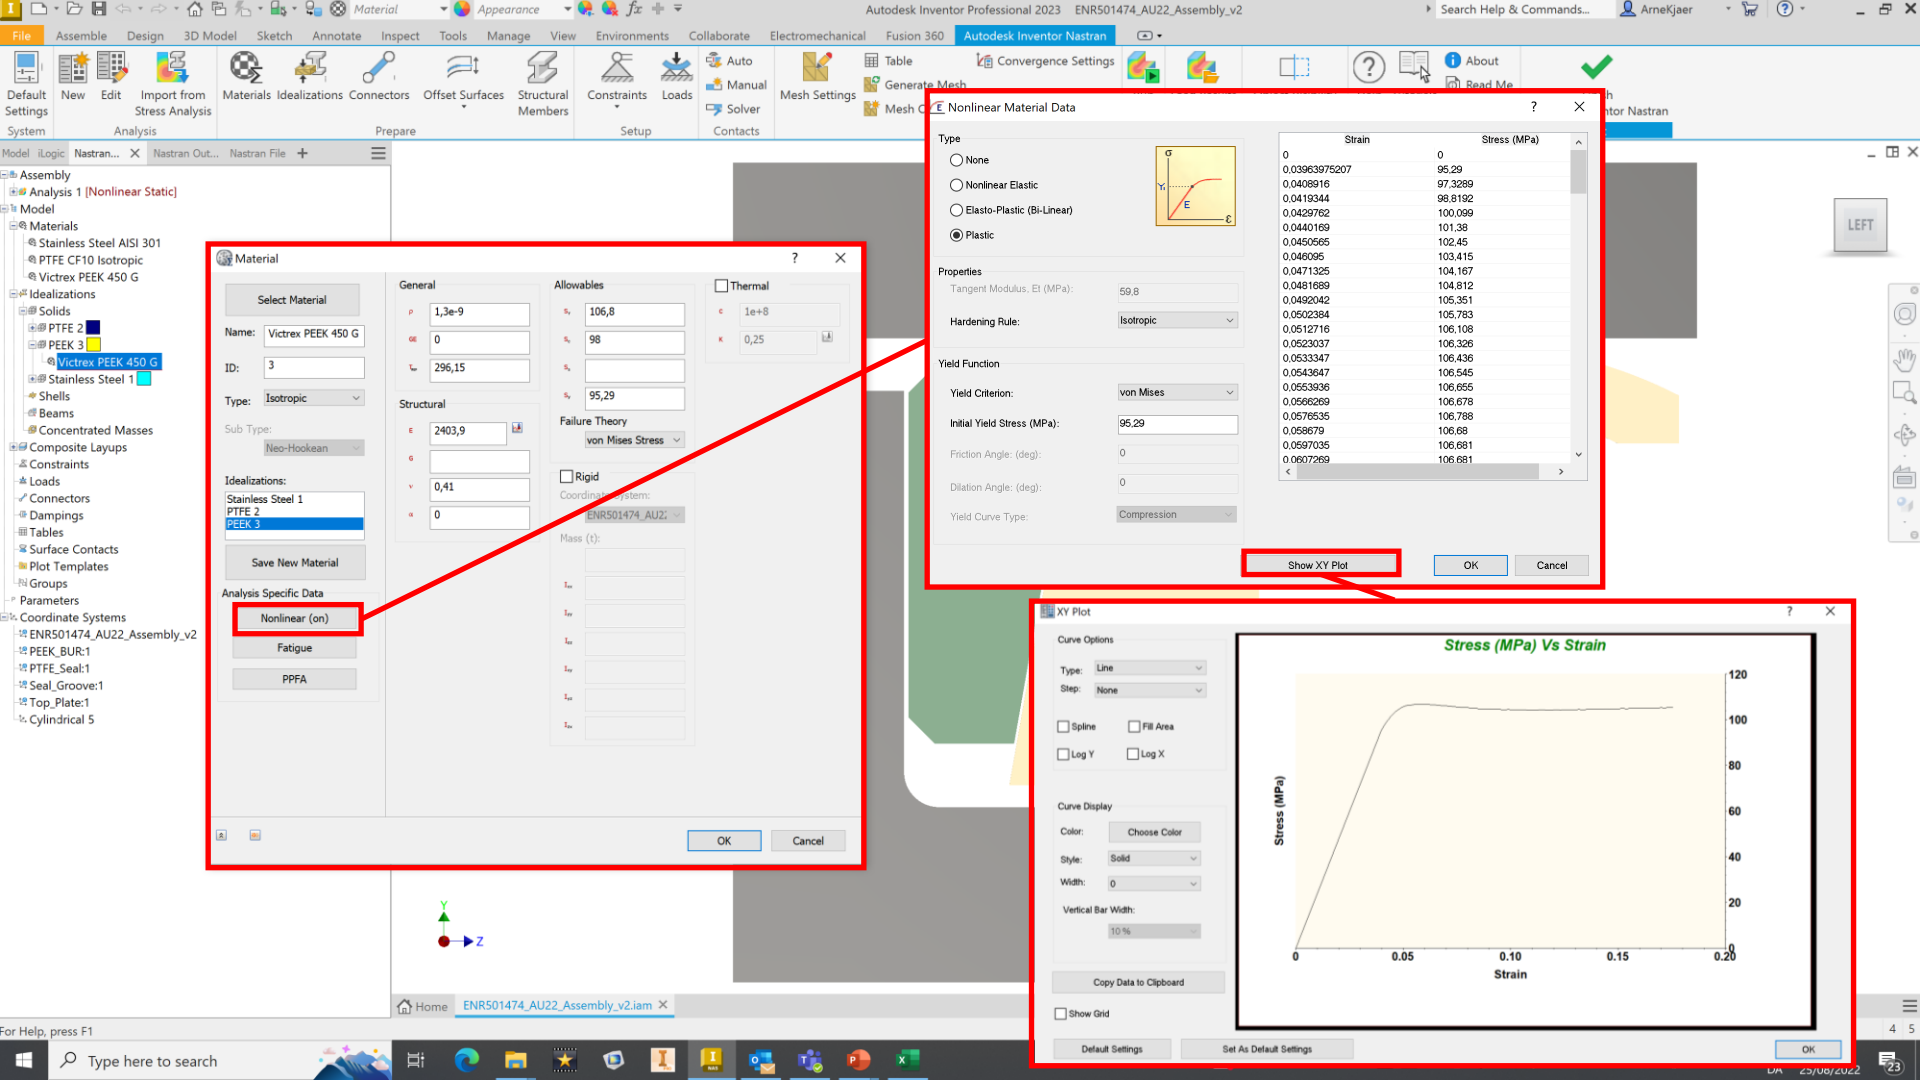 Material
Appearance
Autodesk Inventor Professional 2023 ENR501474_AU22_Assembly_v2
Search Help & Commands...
ArneKjaer
File Assemble Design 3D Model Sketch Annotate Inspect Tools Manage View Environments Collaborate Electromechanical Fusion 360 Autodesk Inventor Nastran
Default Settings
New
Edit
Import from Stress Analysis
Materials
Idealizations
Connectors
Offset Surfaces
Structural Members
Constraints
Loads
Auto
Manual
Solver
Mesh Settings
Table
Generate Mesh
Convergence Settings
About
Read Me
System
Analysis
Prepare
Setup
Contacts
Model iLogic Nastran... Nastran Out... Nastran File
Assembly
Analysis 1 [Nonlinear Static]
Model
Materials
Stainless Steel AISI 301
PTFE CF10 Isotropic
Victrex PEEK 450 G
Idealizations
Solids
PTFE 2
PEEK 3
Victrex PEEK 450 G
Stainless Steel 1
Shells
Beams
Concentrated Masses
Composite Layups
Constraints
Loads
Connectors
Dampings
Tables
Surface Contacts
Plot Templates
Groups
Parameters
Coordinate Systems
ENR501474_AU22_Assembly_v2
PEEK_BUR:1
PTFE_Seal:1
Seal_Groove:1
Top_Plate:1
Cylindrical 5
Material
Select Material
Name: Victrex PEEK 450 G
ID: 3
Type: Isotropic
Sub Type:
Neo-Hookean
Idealizations:
Stainless Steel 1
PTFE 2
PEEK 3
Save New Material
Analysis Specific Data
Nonlinear (on)
Fatigue
PPFA
General
ρ 1,3e-9
GE 0
296,15
Structural
E 2403,9
G
ν 0,41
α 0
Allowables
106,8
98
95,29
Failure Theory
von Mises Stress
Rigid
Coordinate System:
ENR501474_AU22
Mass (t):
Thermal
C 1e+8
K 0,25
OK
Cancel
Nonlinear Material Data
Type
None
Nonlinear Elastic
Elasto-Plastic (Bi-Linear)
Plastic
σ
E
ε
Properties
Tangent Modulus, Et (MPa): 59,8
Hardening Rule: Isotropic
Yield Function
Yield Criterion: von Mises
Initial Yield Stress (MPa): 95,29
Friction Angle: (deg): 0
Dilation Angle: (deg): 0
Yield Curve Type: Compression
Strain Stress (MPa)
0 0
0,03963975207 95,29
0,0408916 97,3289
0,0419344 98,8192
0,0429762 100,099
0,0440169 101,38
0,0450565 102,45
0,046095 103,415
0,0471325 104,167
0,0481689 104,812
0,0492042 105,351
0,0502384 105,783
0,0512716 106,108
0,0523037 106,326
0,0533347 106,436
0,0543647 106,545
0,0553936 106,655
0,0566269 106,678
0,0576535 106,788
0,058679 106,68
0,0597035 106,681
0,0607269 106,681
Show XY Plot
OK
Cancel
XY Plot
Curve Options
Type: Line
Step: None
Spline
Fill Area
Log Y
Log X
Curve Display
Color: Choose Color
Style: Solid
Width: 0
Vertical Bar Width:
10 %
Copy Data to Clipboard
Show Grid
Default Settings
Set As Default Settings
OK
Stress (MPa) Vs Strain
Stress (MPa)
120
100
80
60
40
20
0
0 0.05 0.10 0.15 0.20
Strain
LEFT
Y
Z
Home
ENR501474_AU22_Assembly_v2.iam
For Help, press F1
4 5
Type here to search
DA 25/08/2022
23